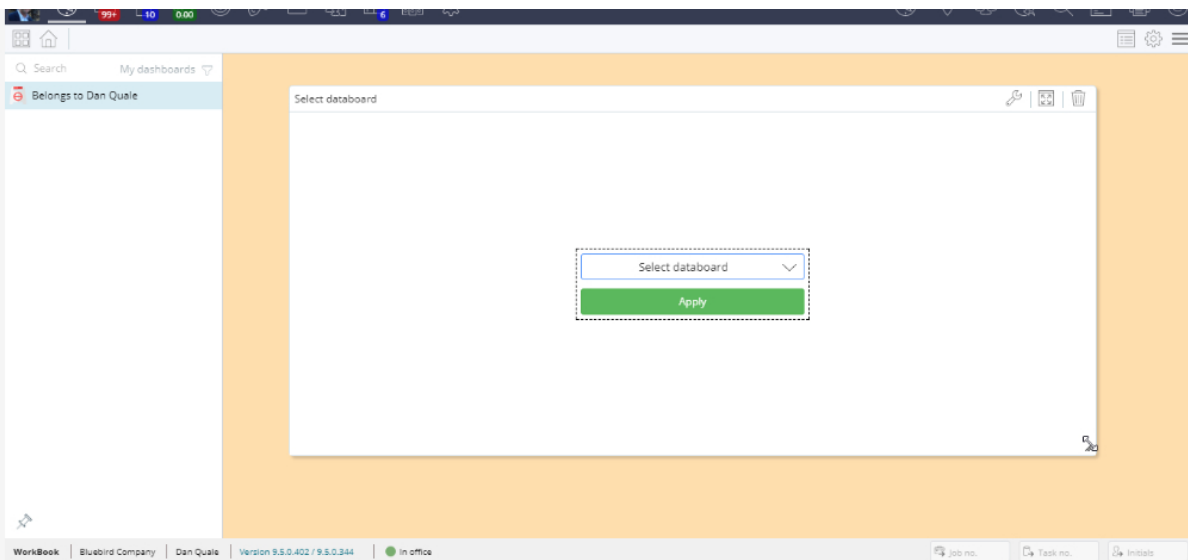 99+ 10 0.00 6
Search My dashboards
Belongs to Dan Quale
Select databoard
Select databoard
Apply
WorkBook Bluebird Company Dan Quale Version 9.5.0.402 / 9.5.0.344 In office Job no. Task no. Initials